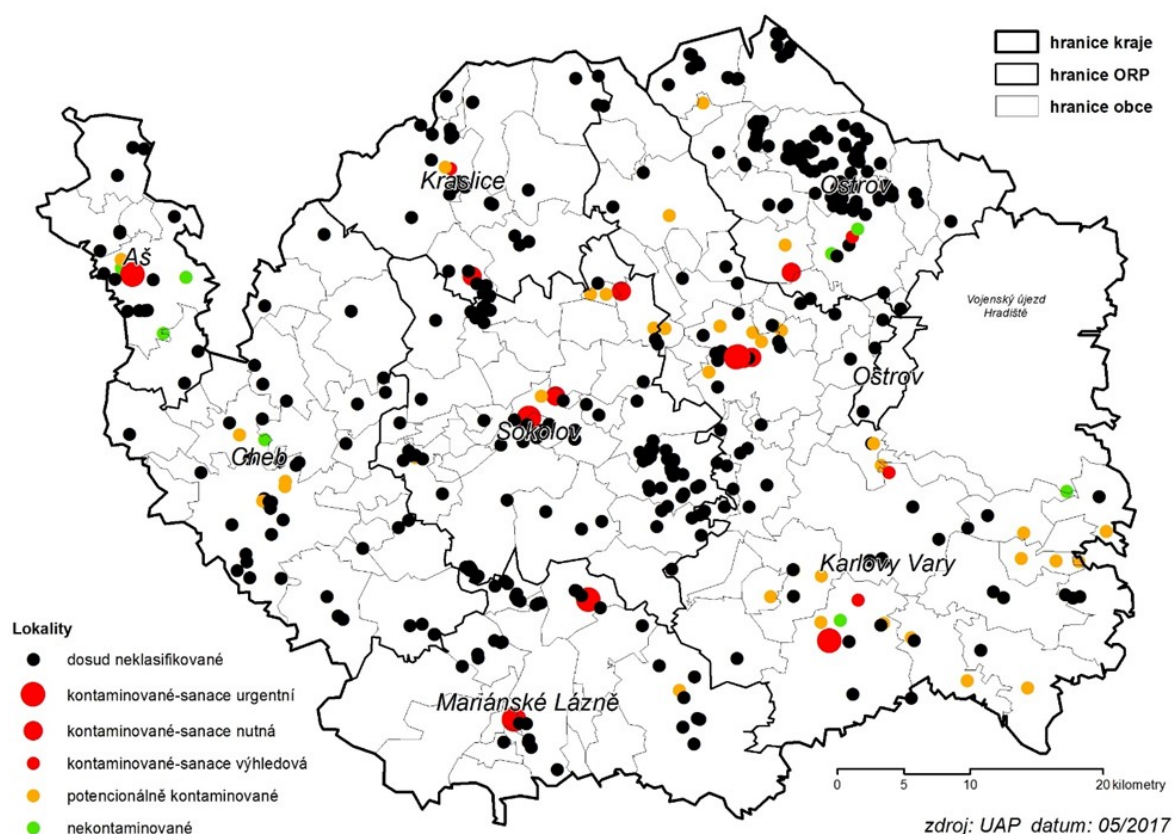 hranice kraje
hranice ORP
hranice obce
Kraslice
Ostrov
Aš
Vojenský újezd
Hradiště
Ostrov
Sokolov
Cheb
Karlovy Vary
Mariánské Lázně
Lokality
dosud neklasifikované
kontaminované-sanace urgentní
kontaminované-sanace nutná
kontaminované-sanace výhledová
potencionálně kontaminované
nekontaminované
0 5 10 20 kilometry
zdroj: UAP datum: 05/2017